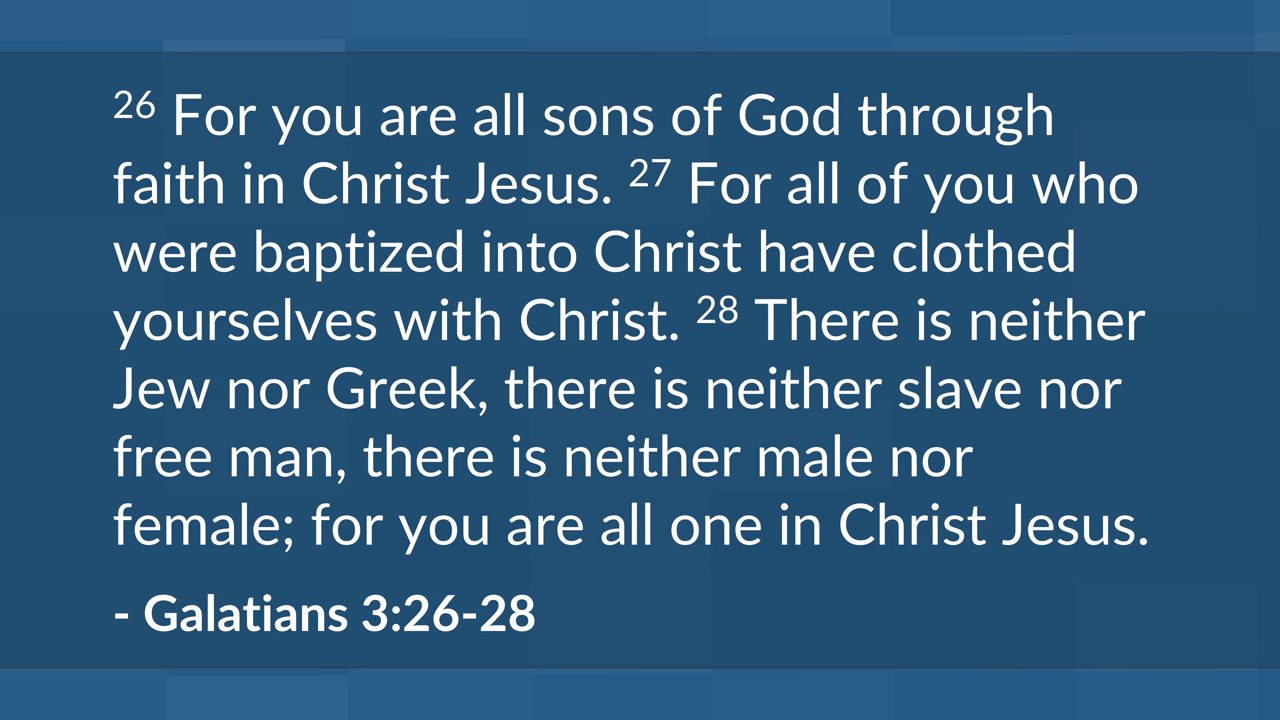 26 For you are all sons of God through
faith in Christ Jesus. 27 For all of you who
were baptized into Christ have clothed
yourselves with Christ. 28 There is neither
Jew nor Greek, there is neither slave nor
free man, there is neither male nor
female; for you are all one in Christ Jesus.
- Galatians 3:26-28